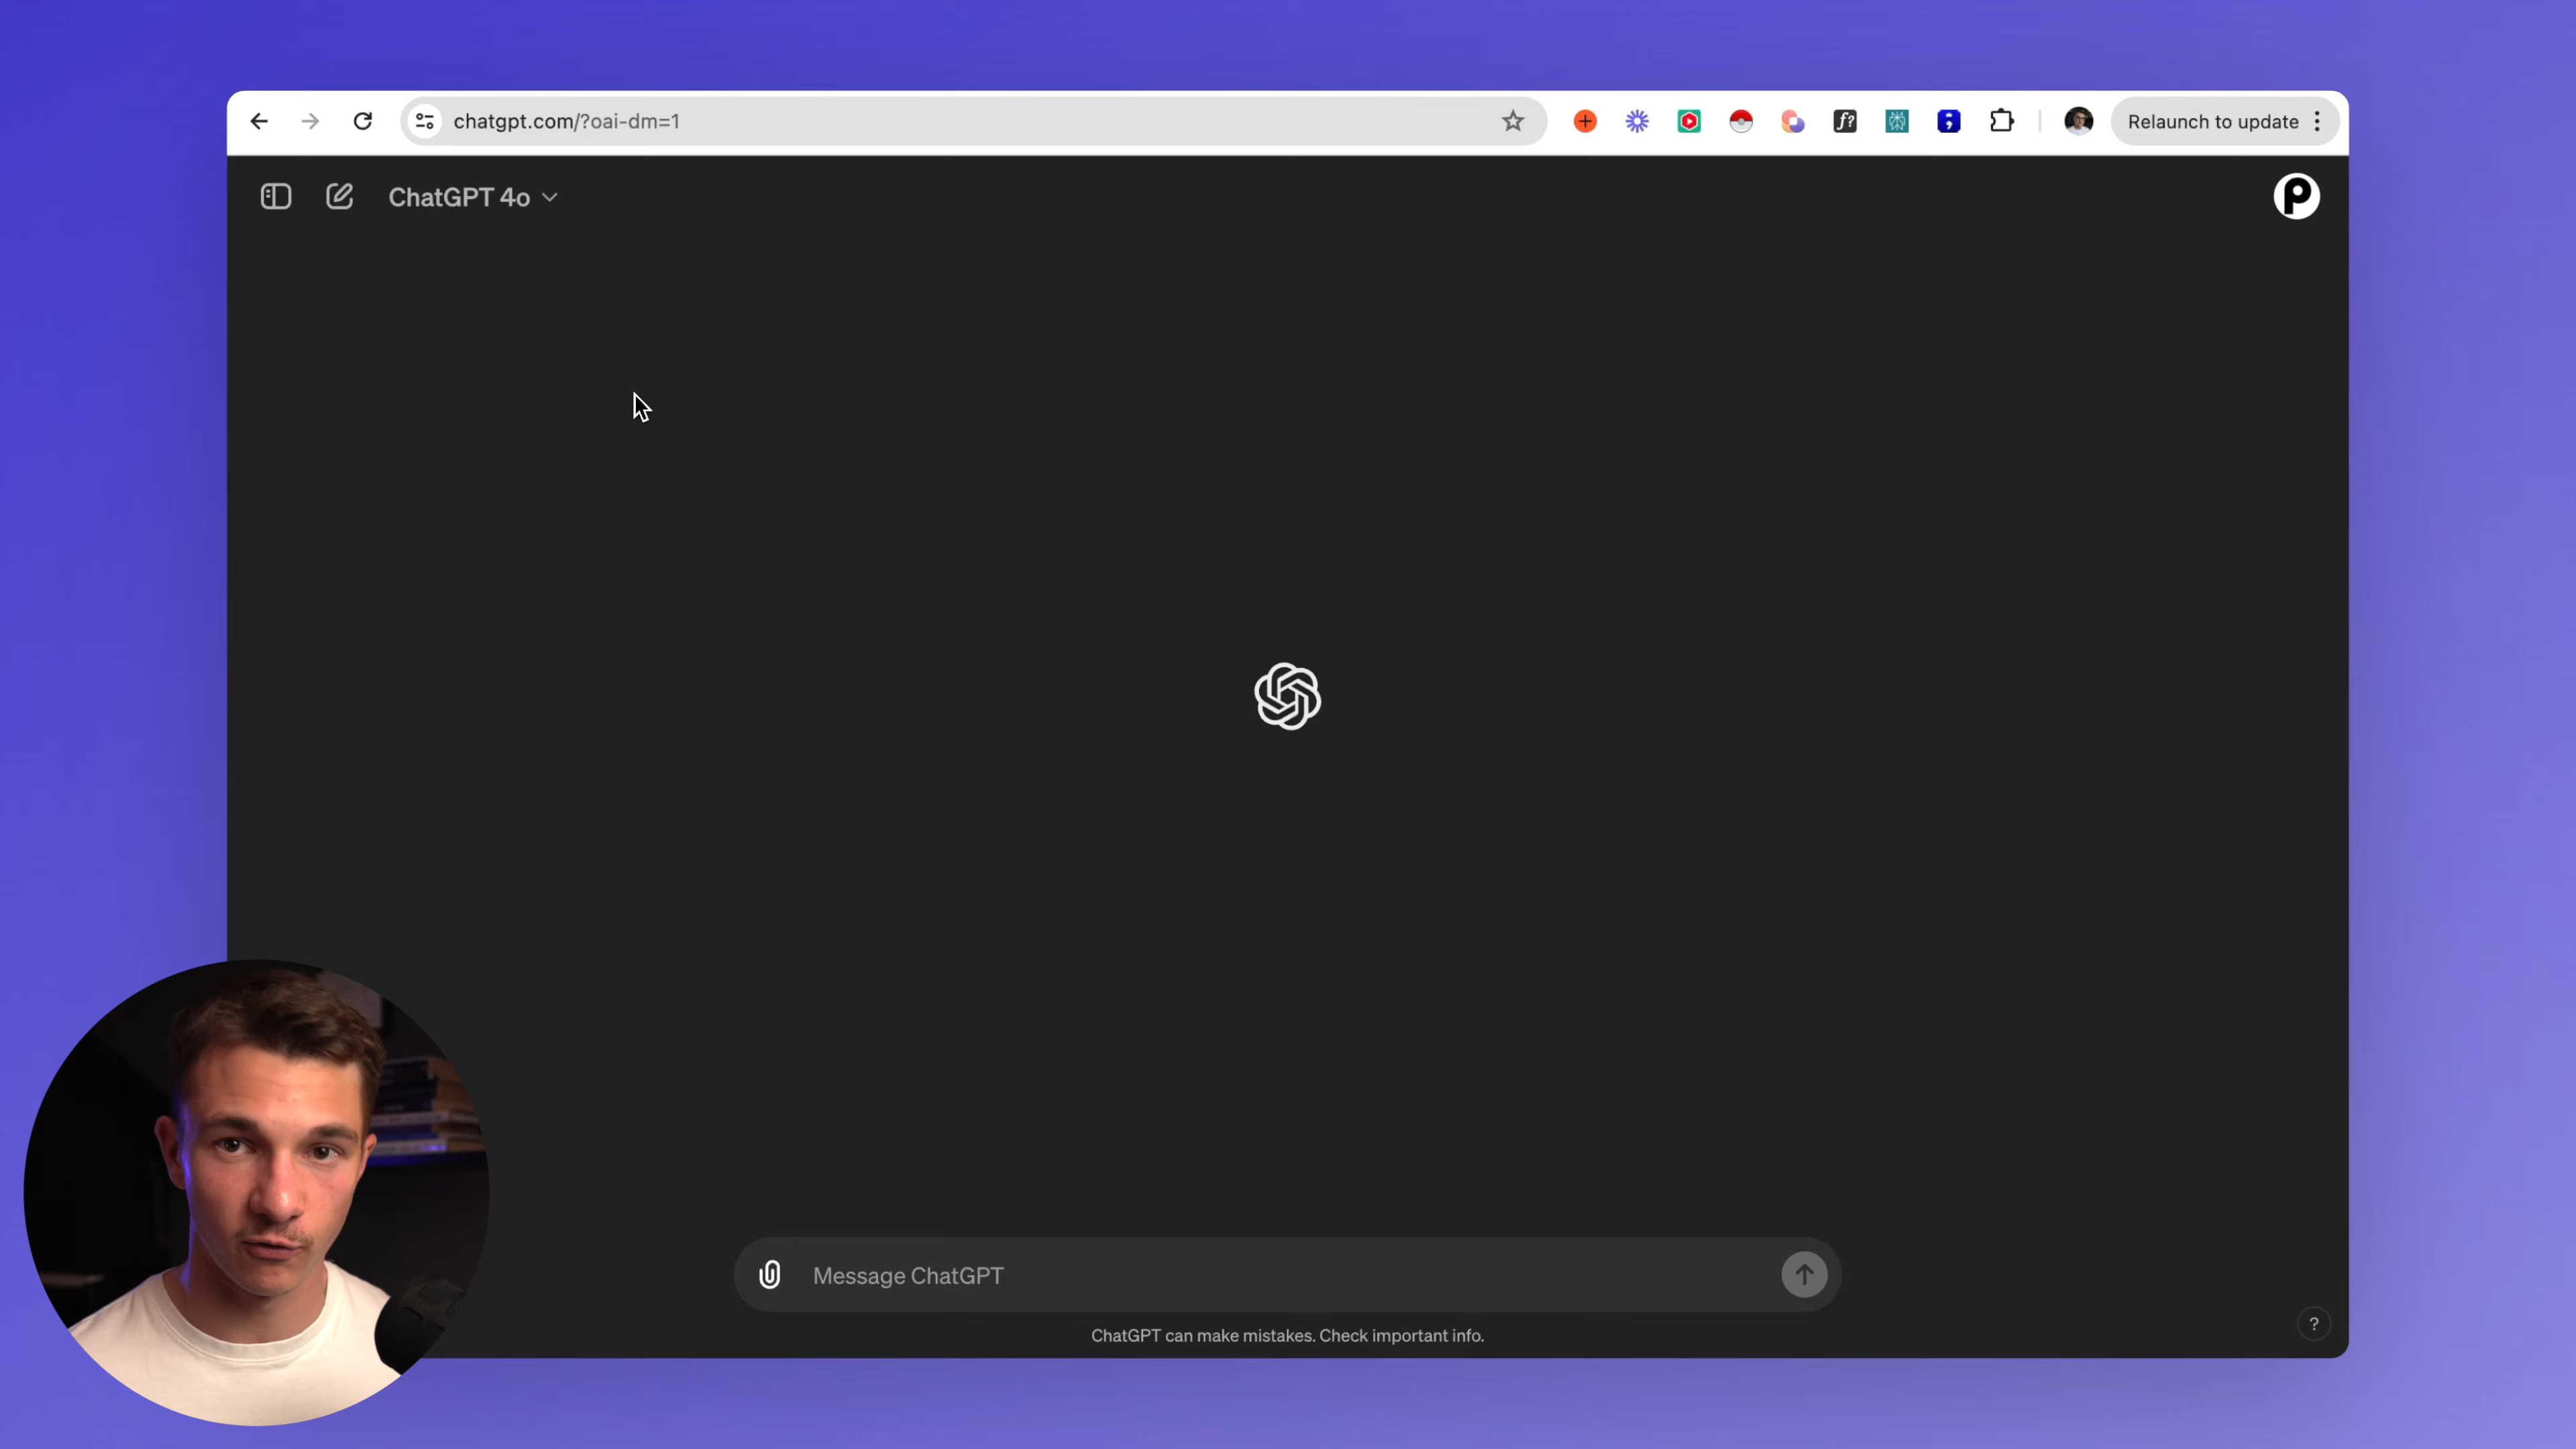 chatgpt.com/?oai-dm=1
Relaunch to update
ChatGPT 4o
Message ChatGPT
ChatGPT can make mistakes. Check important info.
?